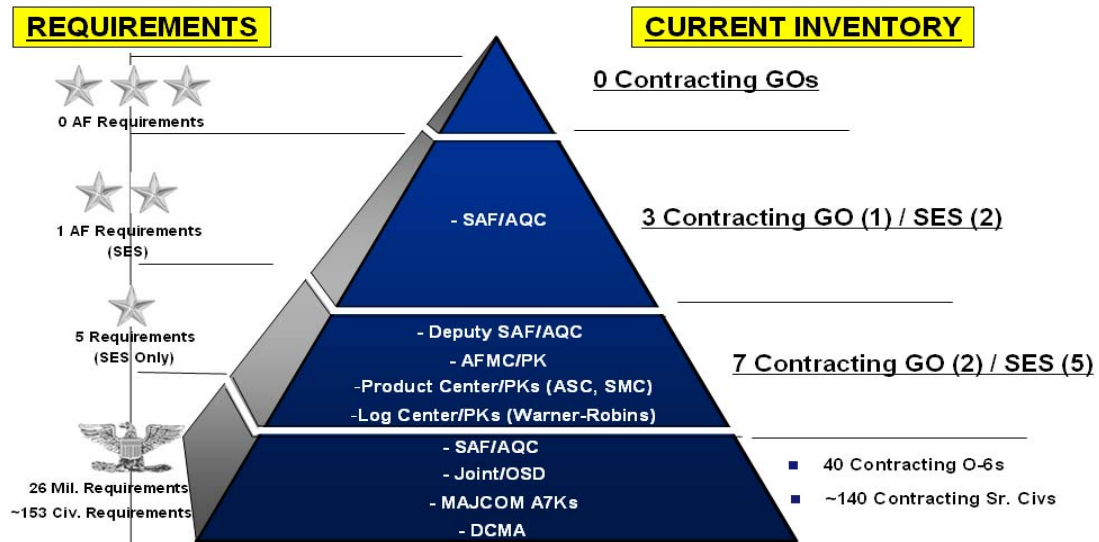 REQUIREMENTS
CURRENT INVENTORY
0 AF Requirements
0 Contracting GOs
1 AF Requirements
(SES)
- SAF/AQC
3 Contracting GO (1) / SES (2)
5 Requirements
(SES Only)
- Deputy SAF/AQC
- AFMC/PK
-Product Center/PKs (ASC, SMC)
-Log Center/PKs (Warner-Robins)
7 Contracting GO (2) / SES (5)
26 Mil. Requirements
~153 Civ. Requirements
- SAF/AQC
- Joint/OSD
- MAJCOM A7Ks
- DCMA
▪ 40 Contracting O-6s
▪ ~140 Contracting Sr. Civs